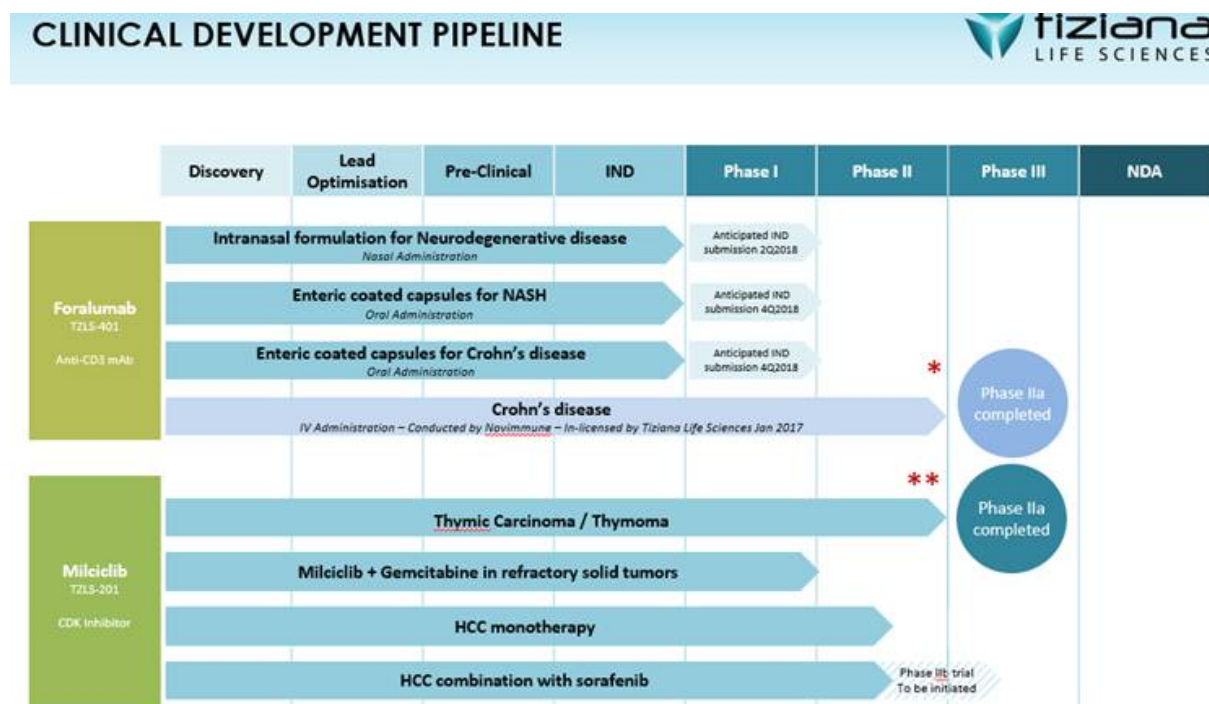 CLINICAL DEVELOPMENT PIPELINE
tiziana
LIFE SCIENCES
Discovery
Lead
Optimisation
Pre-Clinical
IND
Phase I
Phase II
Phase III
NDA
Foralumab
TZLS-401
Anti-CD3 mAb
Intranasal formulation for Neurodegenerative disease
Nasal Administration
Anticipated IND
submission 2Q2018
Enteric coated capsules for NASH
Oral Administration
Anticipated IND
submission 4Q2018
Enteric coated capsules for Crohn's disease
Oral Administration
Anticipated IND
submission 4Q2018
*
Crohn's disease
IV Administration – Conducted by Novimmune – In-licensed by Tiziana Life Sciences Jan 2017
Phase IIa
completed
Milciclib
TZLS-201
CDK Inhibitor
**
Thymic Carcinoma / Thymoma
Phase IIa
completed
Milciclib + Gemcitabine in refractory solid tumors
HCC monotherapy
HCC combination with sorafenib
Phase IIb trial
To be initiated